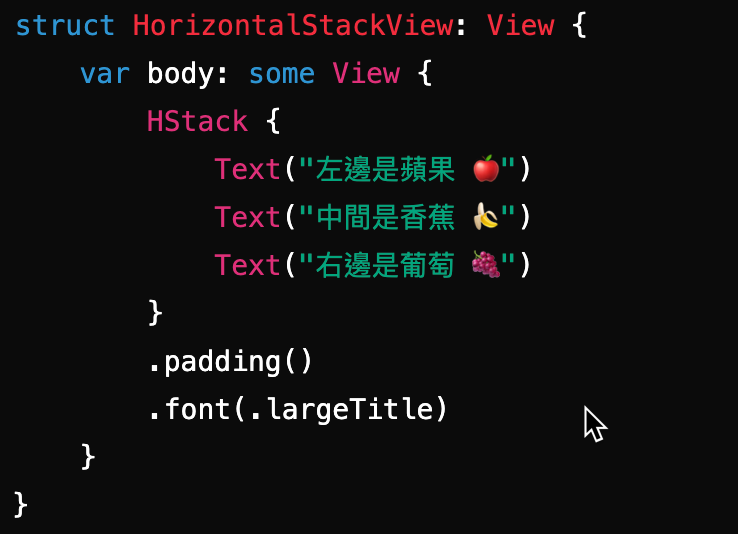 struct HorizontalStackView: View {
    var body: some View {
        HStack {
            Text("左邊是蘋果 🍎")
            Text("中間是香蕉 🍌")
            Text("右邊是葡萄 🍇")
        }
        .padding()
        .font(.largeTitle)
    }
}